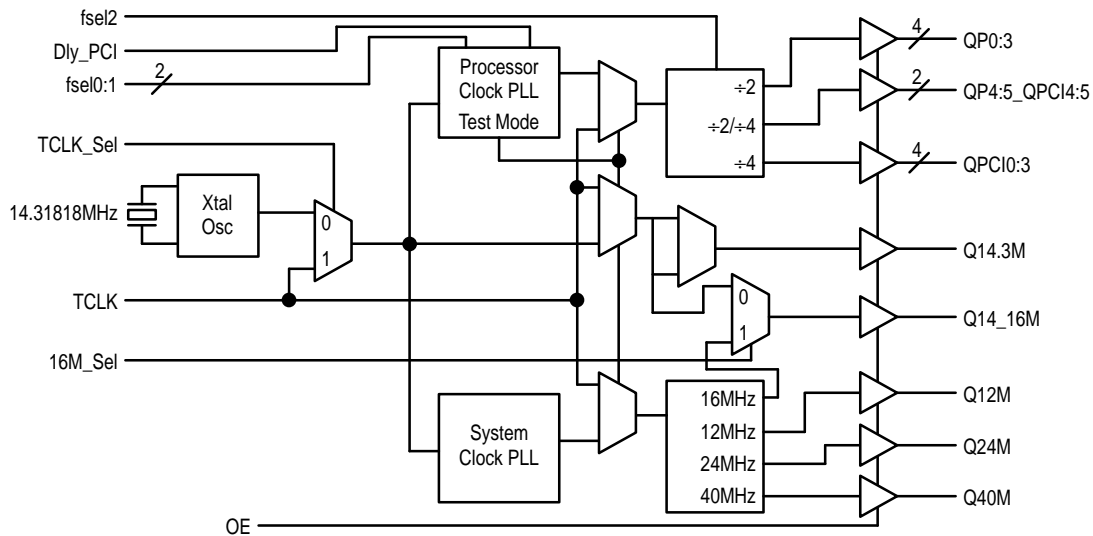 fsel2
Dly_PCI
fsel0:1
2
Processor
Clock PLL
Test Mode
÷2
÷2/÷4
÷4
4
QP0:3
2
QP4:5_QPCI4:5
4
QPCI0:3
TCLK_Sel
14.31818MHz
Xtal
Osc
0
1
Q14.3M
TCLK
0
1
Q14_16M
16M_Sel
System
Clock PLL
16MHz
12MHz
24MHz
40MHz
Q12M
Q24M
Q40M
OE